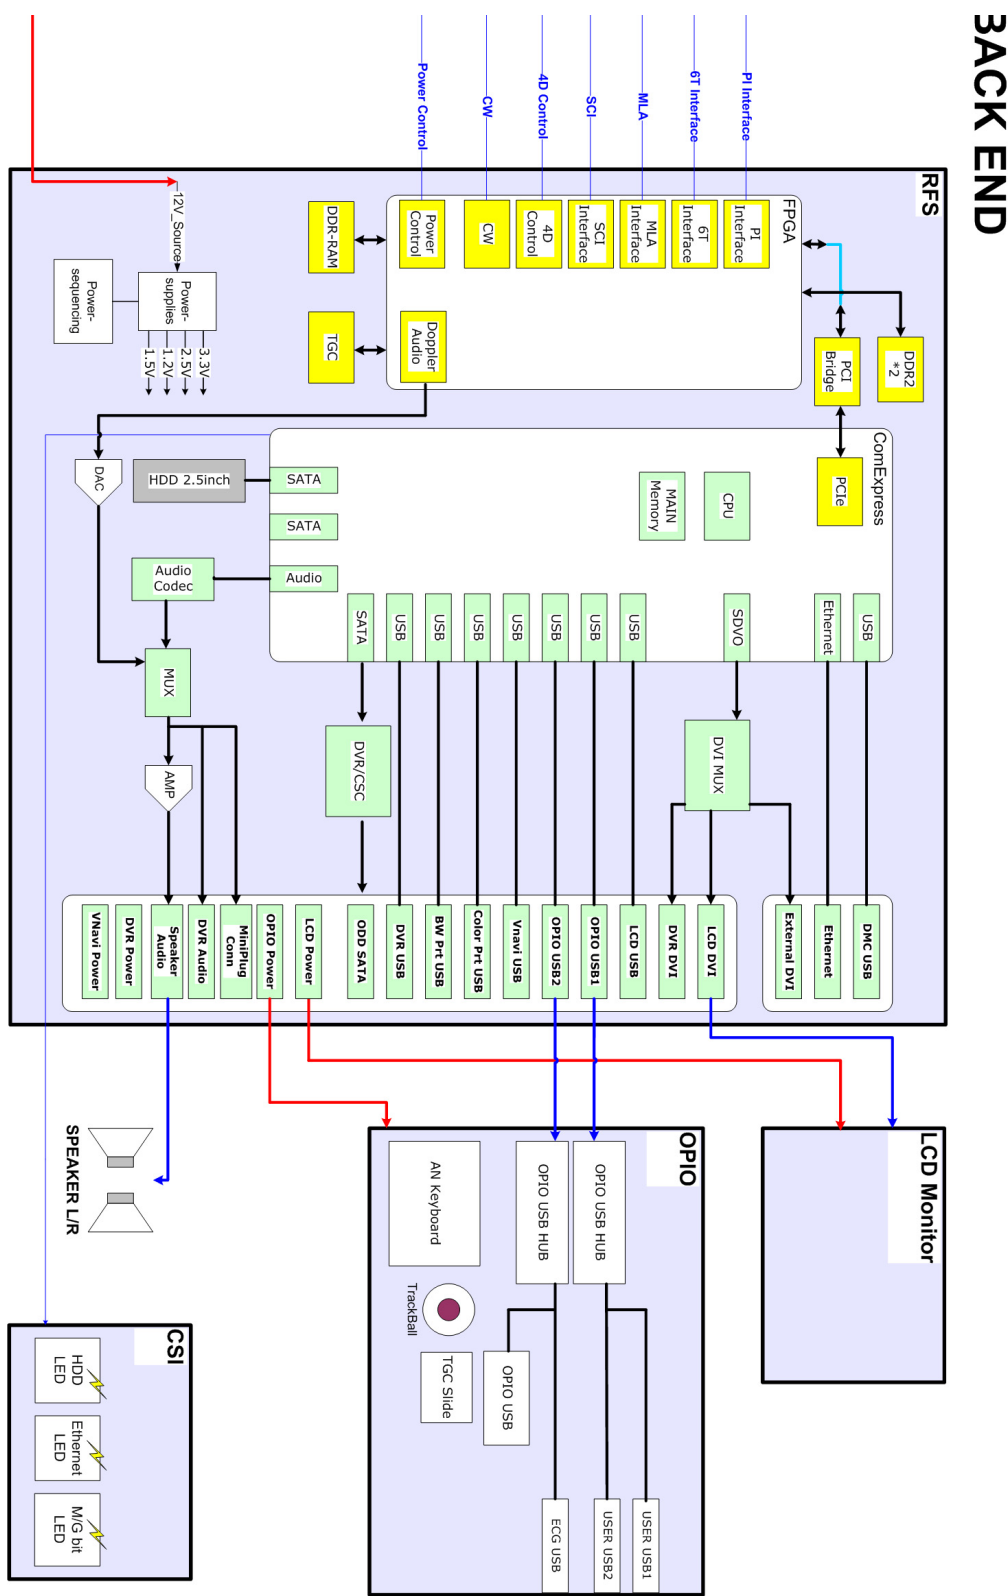 BACK END
PI Interface
6T Interface
MLA
SCI
4D Control
CW
Power Control
RFS
FPGA
PI
Interface
6T
Interface
MLA
Interface
SCI
Interface
4D
Control
CW
Power
Control
DDR-RAM
TGC
Doppler
Audio
DDR2
*2
PCI
Bridge
12V_Source
Power-
supplies
Power-
sequencing
3.3V
2.5V
1.2V
1.5V
ComExpress
PCIe
CPU
MAIN
Memory
SATA
SATA
Audio
HDD 2.5inch
DAC
Audio
Codec
MUX
AMP
USB
Ethernet
SDVO
USB
USB
USB
USB
USB
USB
USB
SATA
DVI MUX
DVR/CSC
DMC USB
Ethernet
External DVI
LCD DVI
DVR DVI
LCD USB
OPIO USB1
OPIO USB2
Vnavi USB
Color Prt USB
BW Prt USB
DVR USB
ODD SATA
LCD Power
OPIO Power
MiniPlug
Conn
DVR Audio
Speaker
Audio
DVR Power
VNavi Power
LCD Monitor
OPIO
OPIO USB HUB
OPIO USB HUB
AN Keyboard
TrackBall
TGC Slide
OPIO USB
USER USB1
USER USB2
ECG USB
SPEAKER L/R
CSI
HDD
LED
Ethernet
LED
M/G bit
LED